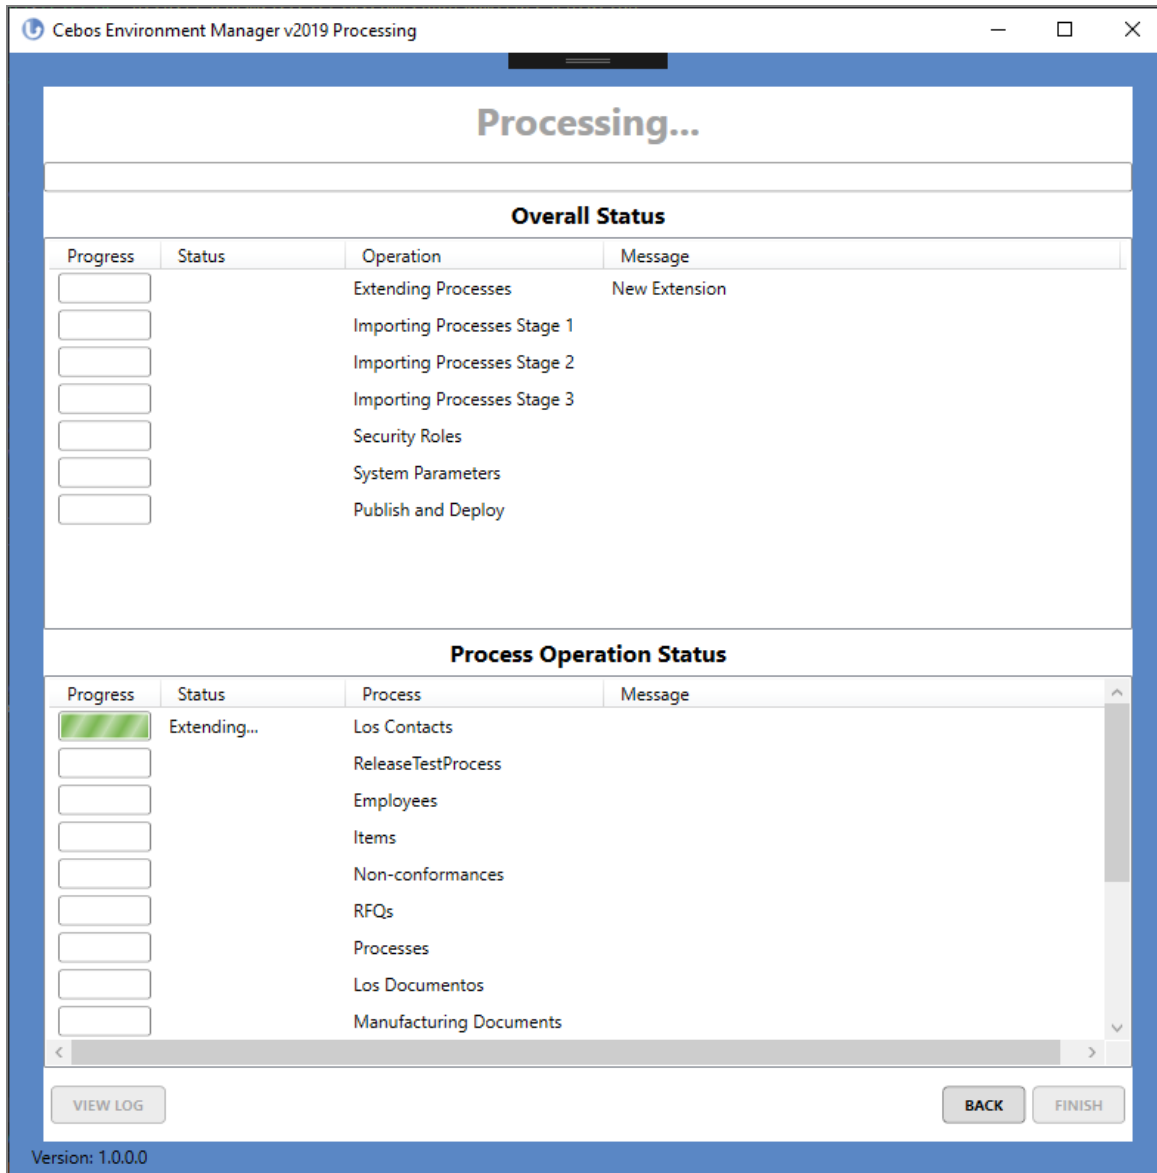 Cebos Environment Manager v2019 Processing
Processing...
Overall Status
Progress Status Operation Message
Extending Processes New Extension
Importing Processes Stage 1
Importing Processes Stage 2
Importing Processes Stage 3
Security Roles
System Parameters
Publish and Deploy
Process Operation Status
Progress Status Process Message
Extending... Los Contacts
ReleaseTestProcess
Employees
Items
Non-conformances
RFQs
Processes
Los Documentos
Manufacturing Documents
VIEW LOG BACK FINISH
Version: 1.0.0.0